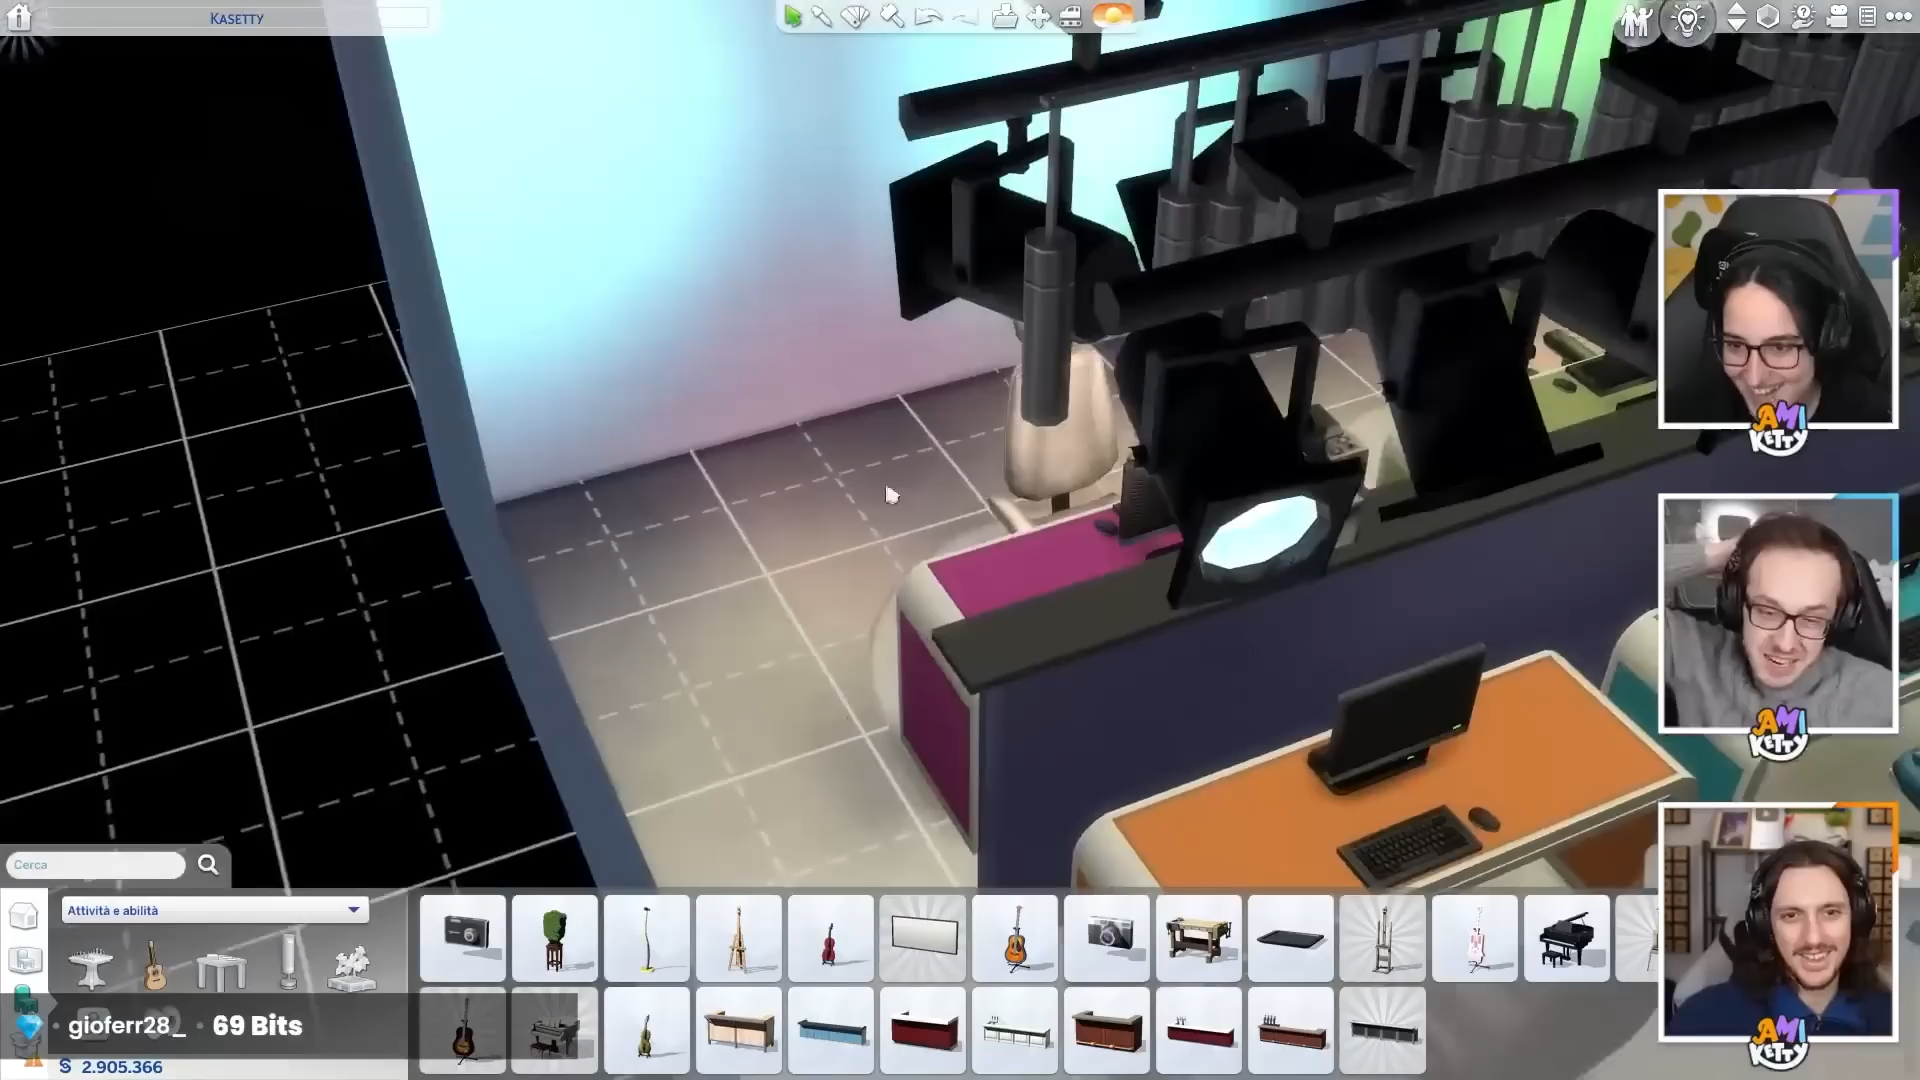 KASETTY
AMI
KETTY
AMI
KETTY
Cerca
Attività e abilità
gioferr28_ · 69 Bits
§ 2.905.366
AMI
KETTY